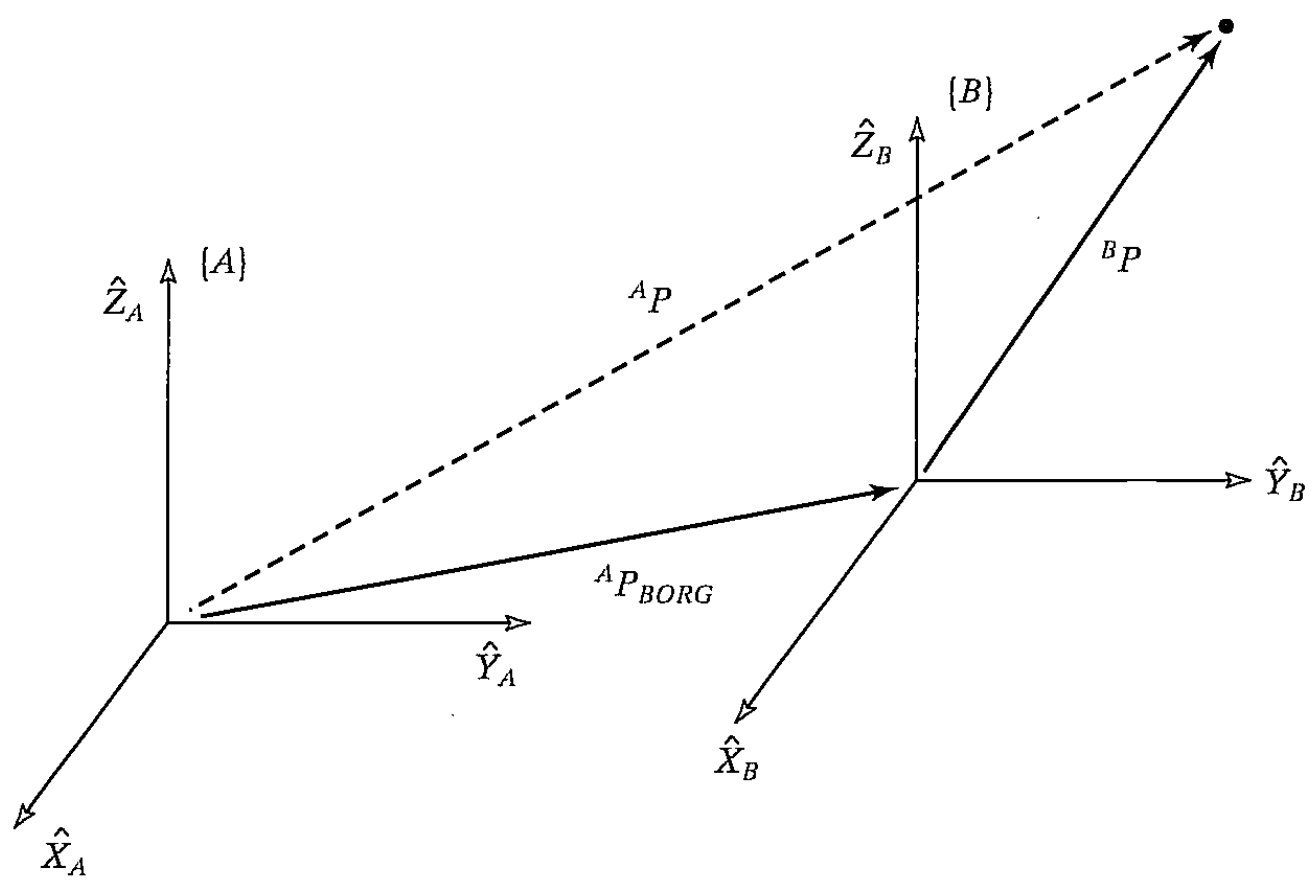 {B}
Ẑ_B
{A}
Ẑ_A
^A P
^B P
Ŷ_B
^A P_BORG
Ŷ_A
X̂_B
X̂_A